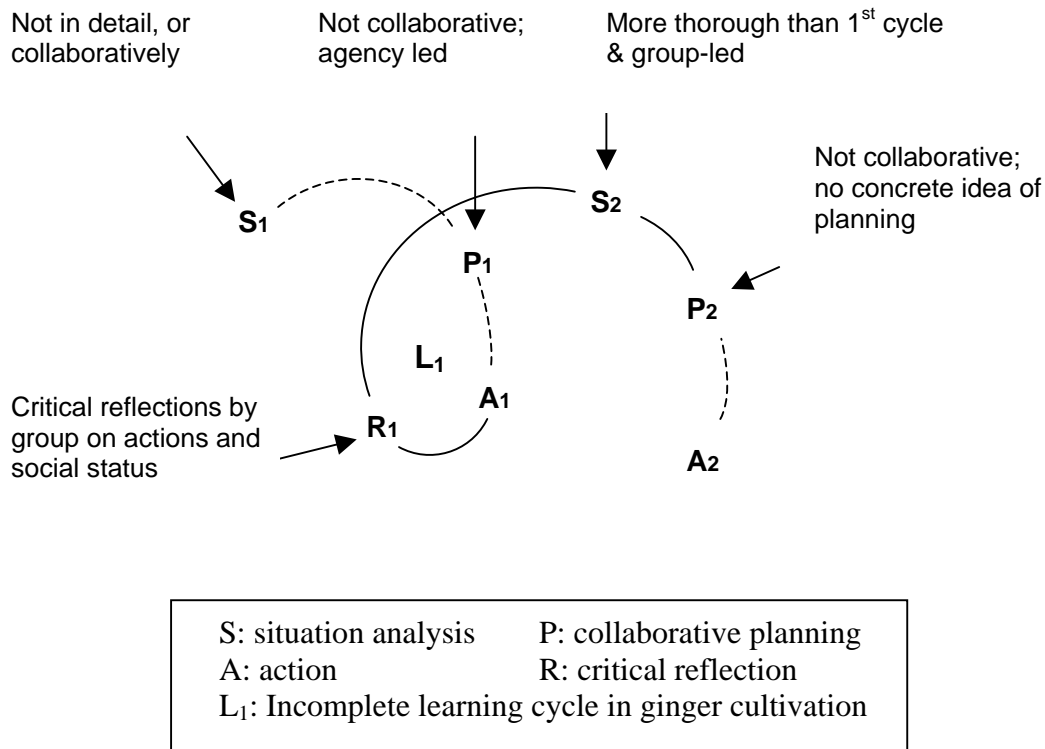 Not in detail, or
collaboratively
Not collaborative;
agency led
More thorough than 1st cycle
& group-led
Not collaborative;
no concrete idea of
planning
S1
S2
P1
P2
L1
A1
R1
A2
Critical reflections by
group on actions and
social status
S: situation analysis P: collaborative planning
A: action R: critical reflection
L1: Incomplete learning cycle in ginger cultivation